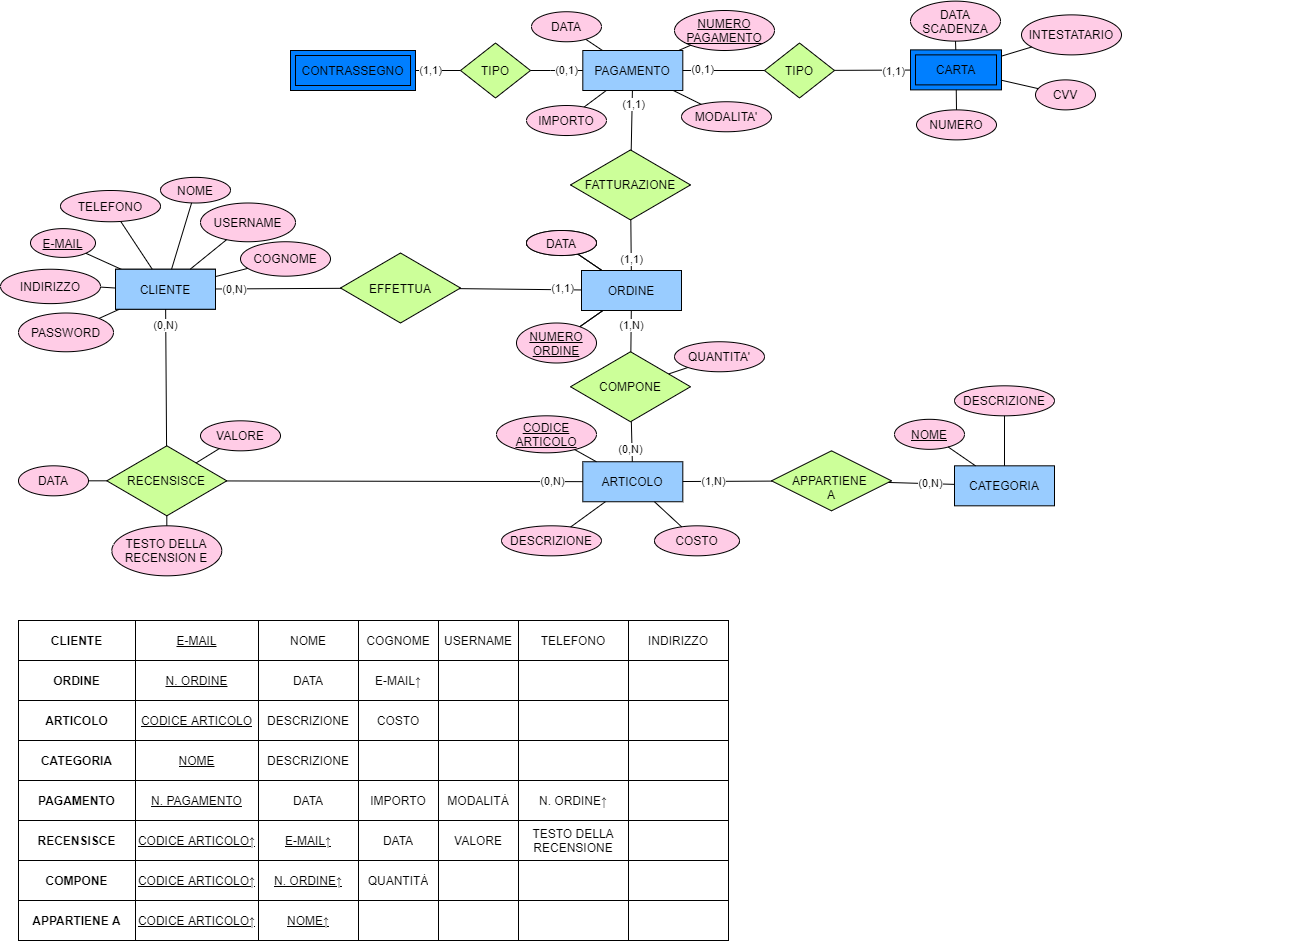 DATA
NUMERO
PAGAMENTO
DATA
SCADENZA
INTESTATARIO
CONTRASSEGNO
(1,1)
TIPO
(0,1)
PAGAMENTO
(0,1)
TIPO
(1,1)
CARTA
CVV
IMPORTO
(1,1)
MODALITA'
NUMERO
FATTURAZIONE
NOME
TELEFONO
USERNAME
E-MAIL
COGNOME
DATA
(1,1)
INDIRIZZO
CLIENTE
(0,N)
EFFETTUA
(1,1)
ORDINE
PASSWORD
(0,N)
(1,N)
NUMERO
ORDINE
QUANTITA'
COMPONE
DESCRIZIONE
CODICE
ARTICOLO
VALORE
NOME
(0,N)
DATA
RECENSISCE
(0,N)
ARTICOLO
(1,N)
APPARTIENE
A
(0,N)
CATEGORIA
TESTO DELLA
RECENSION E
DESCRIZIONE
COSTO
CLIENTE E-MAIL NOME COGNOME USERNAME TELEFONO INDIRIZZO
ORDINE N. ORDINE DATA E-MAIL↑
ARTICOLO CODICE ARTICOLO DESCRIZIONE COSTO
CATEGORIA NOME DESCRIZIONE
PAGAMENTO N. PAGAMENTO DATA IMPORTO MODALITÀ N. ORDINE↑
RECENSISCE CODICE ARTICOLO↑ E-MAIL↑ DATA VALORE TESTO DELLA
RECENSIONE
COMPONE CODICE ARTICOLO↑ N. ORDINE↑ QUANTITÀ
APPARTIENE A CODICE ARTICOLO↑ NOME↑